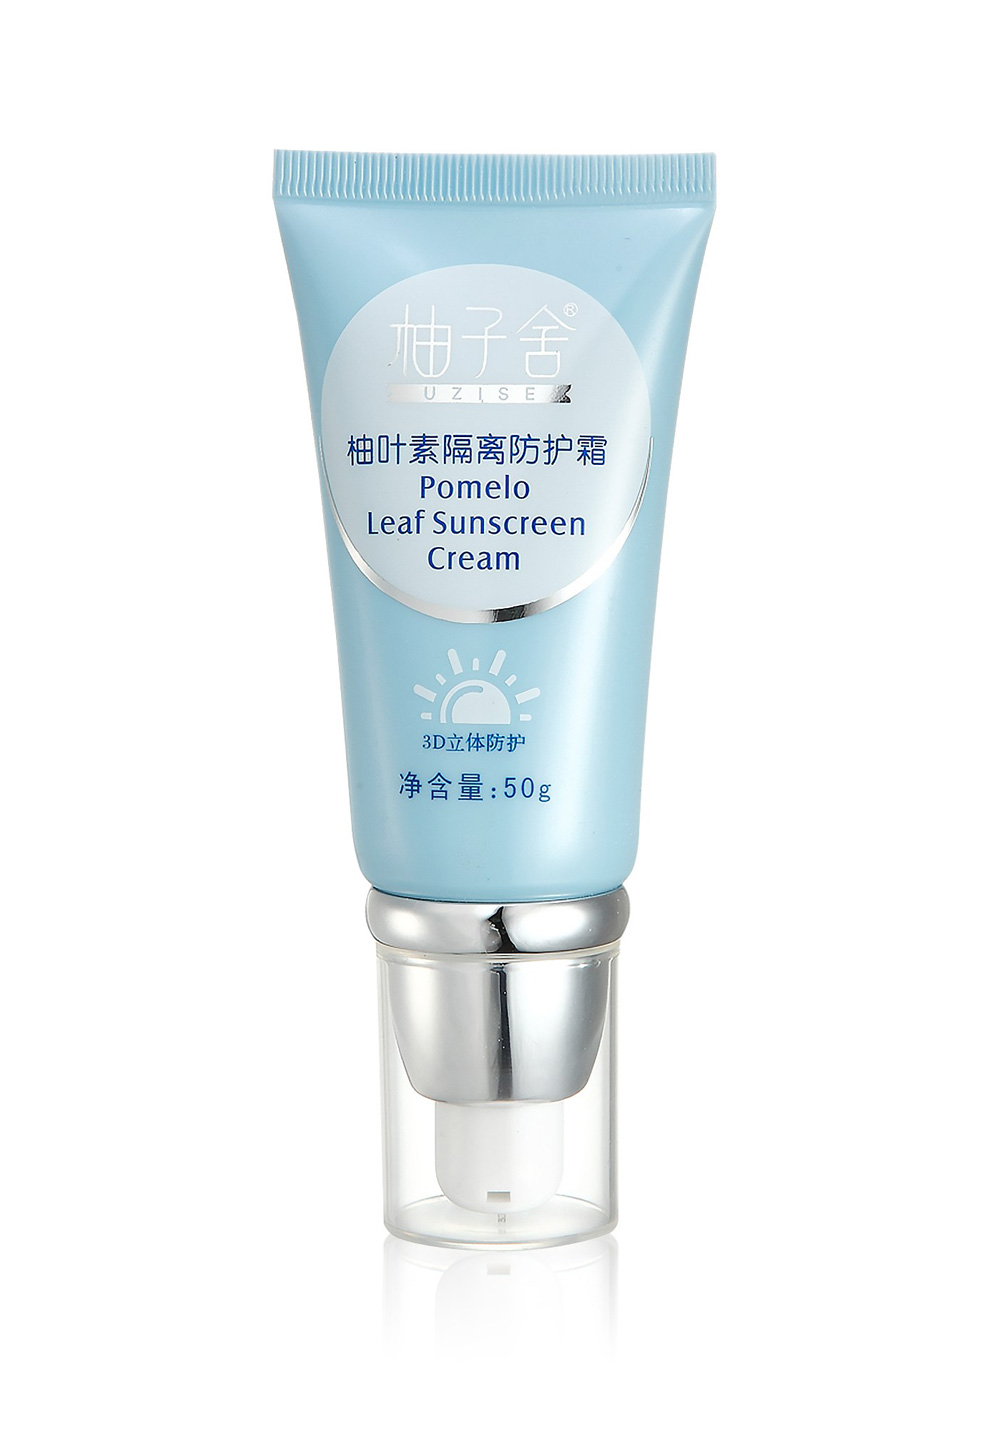 柚子舍®
UZISE
柚叶素隔离防护霜
Pomelo
Leaf Sunscreen
Cream
3D立体防护
净含量:50g